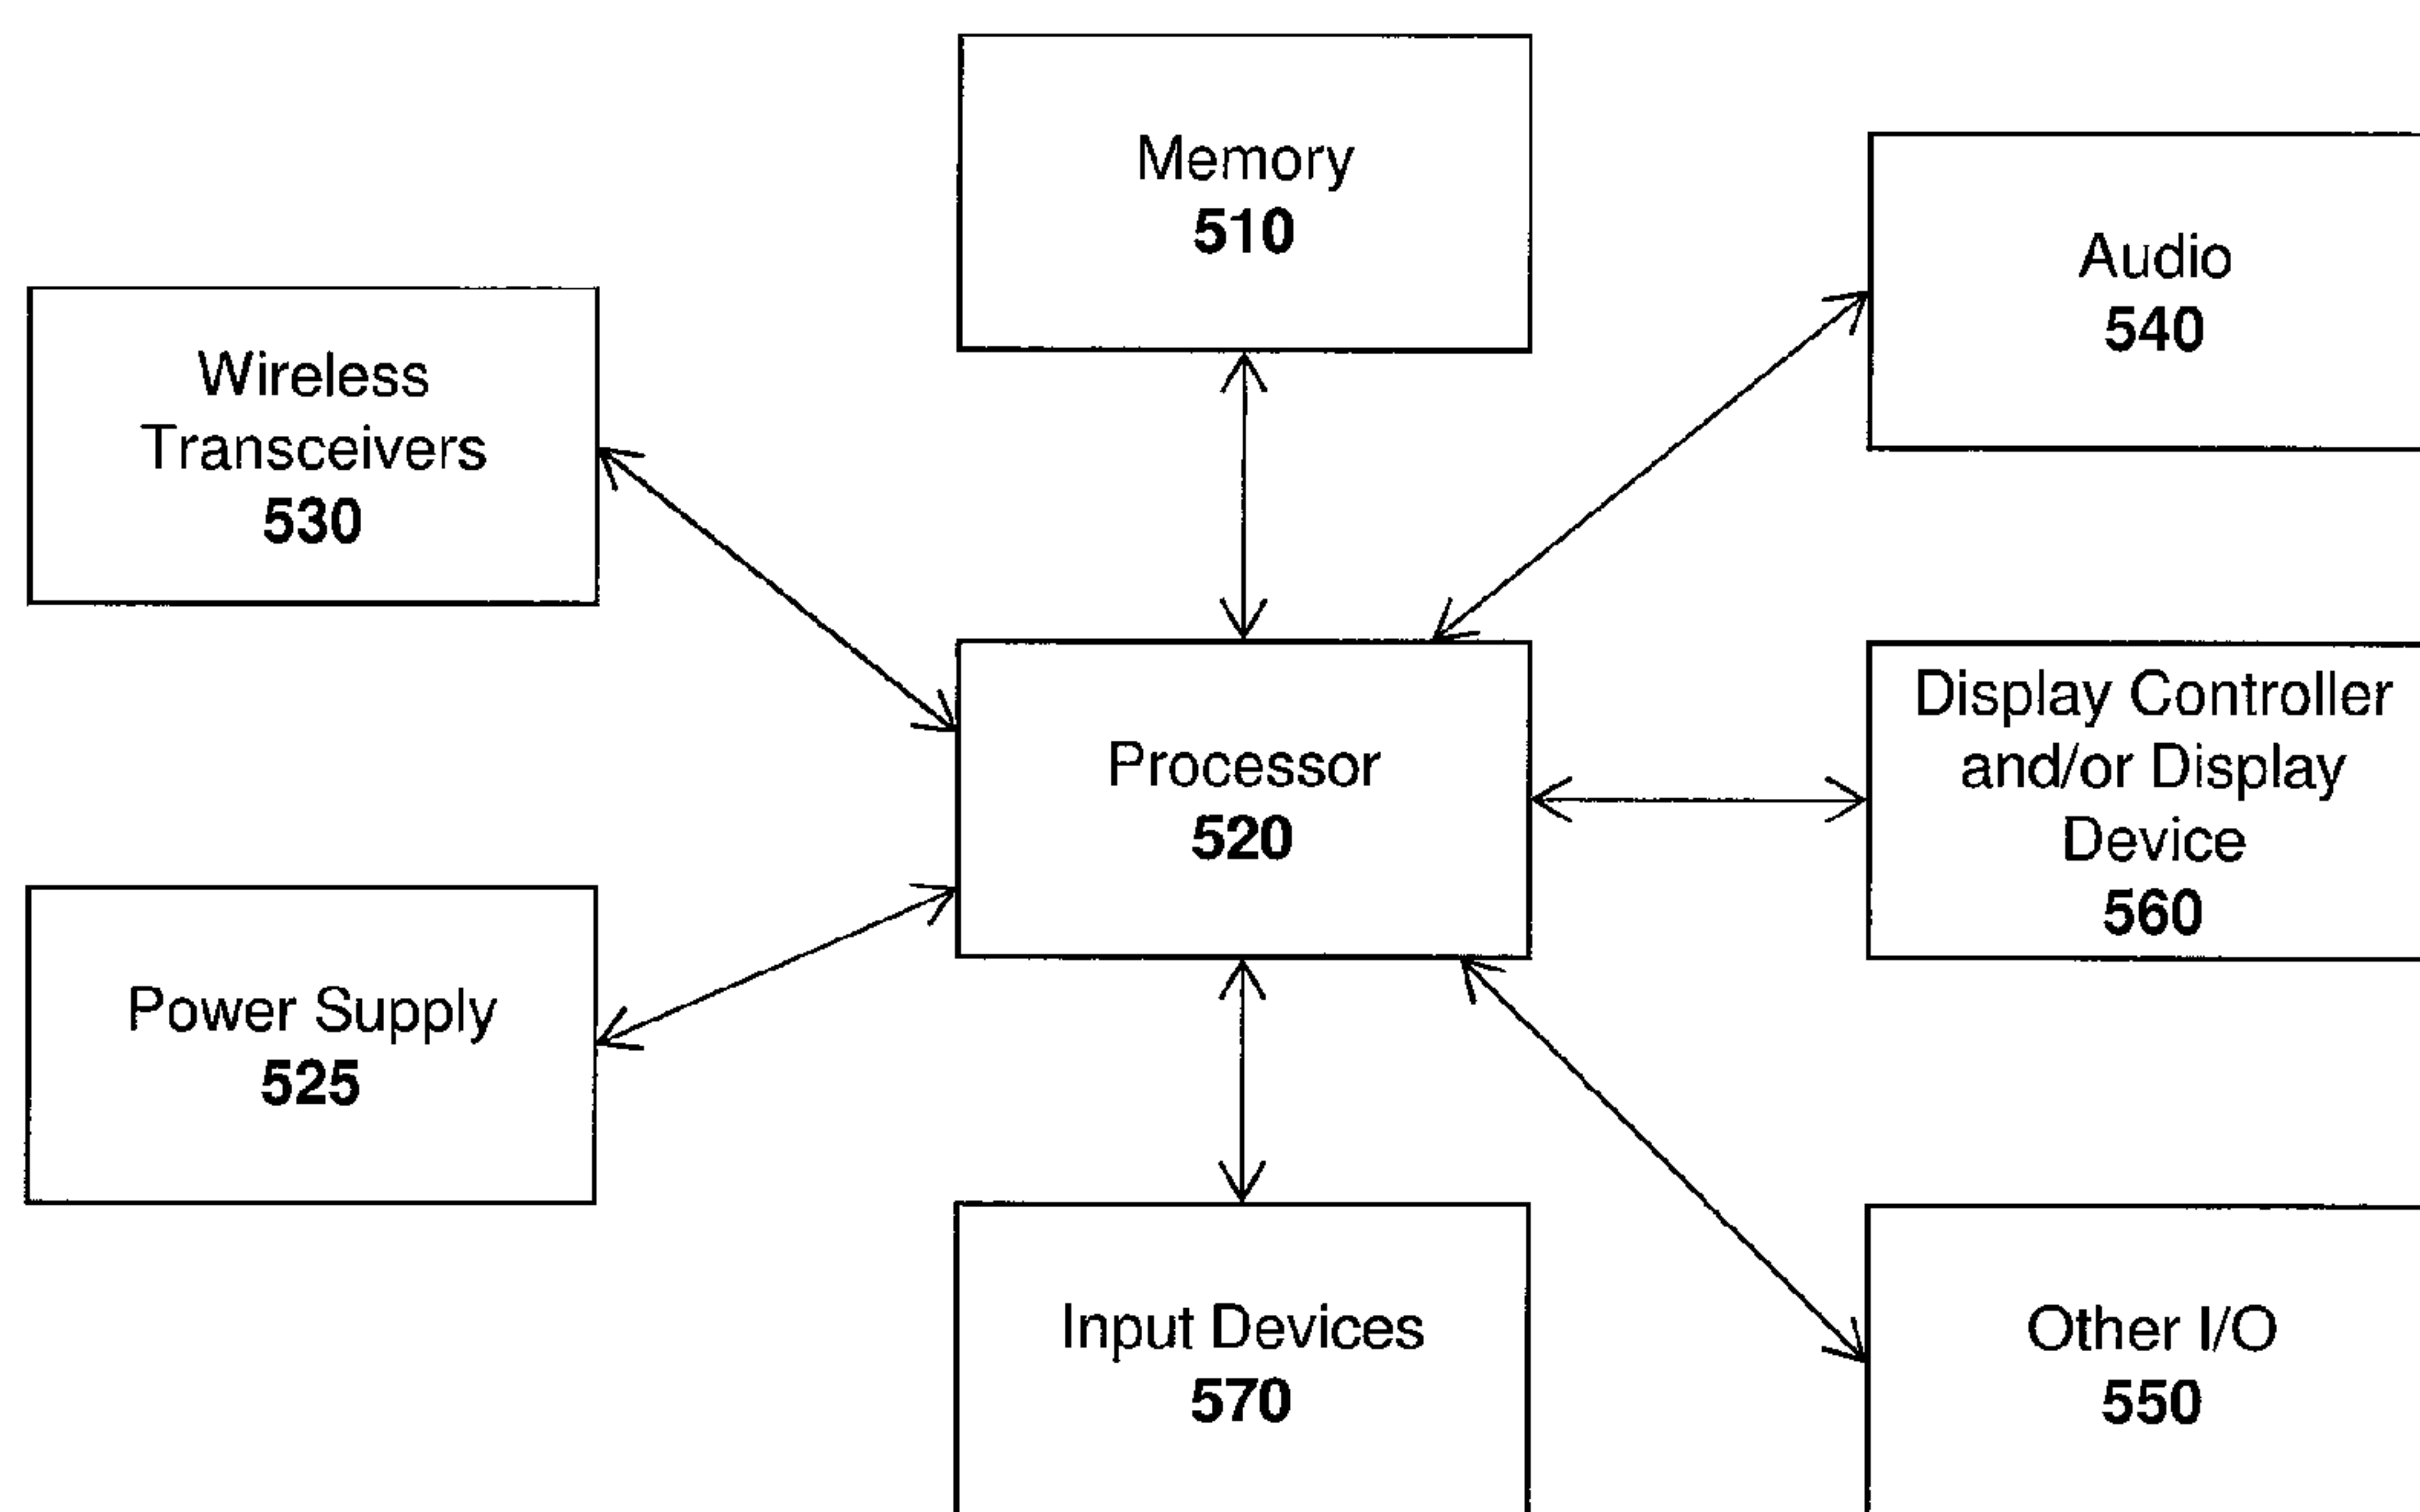 Memory
510
Audio
540
Wireless
Transceivers
530
Processor
520
Display Controller
and/or Display
Device
560
Power Supply
525
Input Devices
570
Other I/O
550